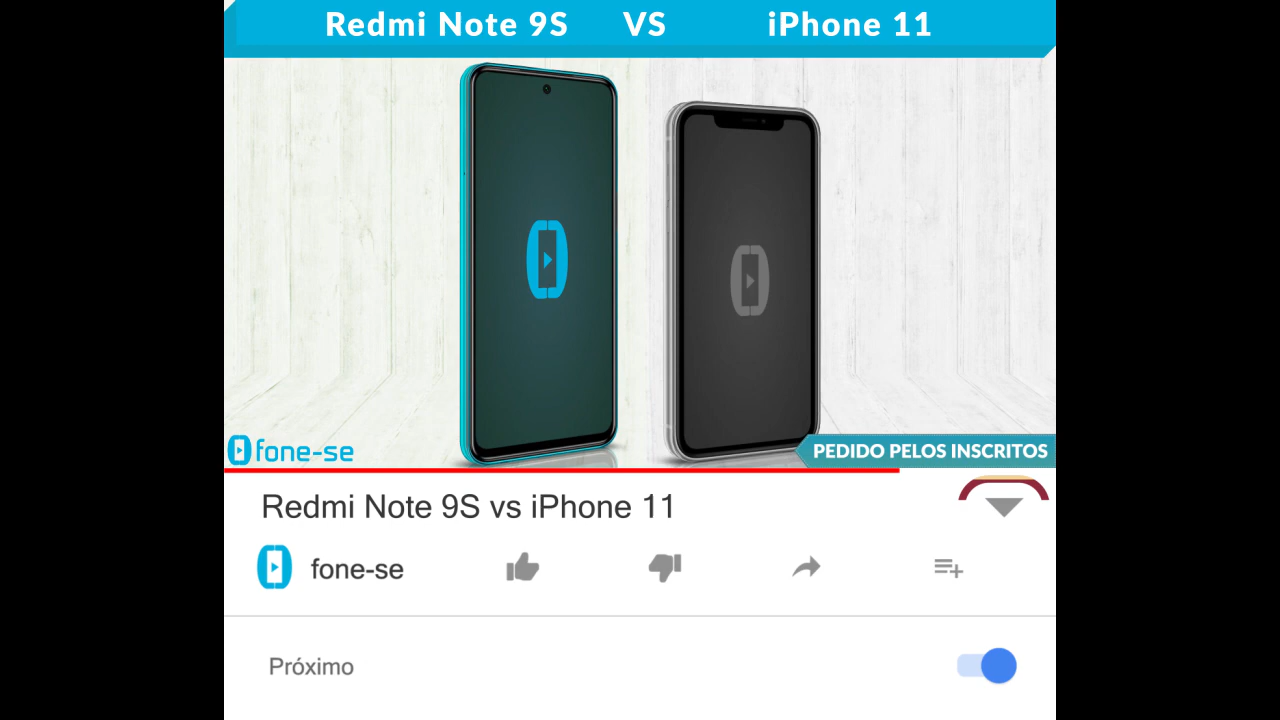 Redmi Note 9S VS iPhone 11
fone-se
PEDIDO PELOS INSCRITOS
Redmi Note 9S vs iPhone 11
fone-se
Próximo